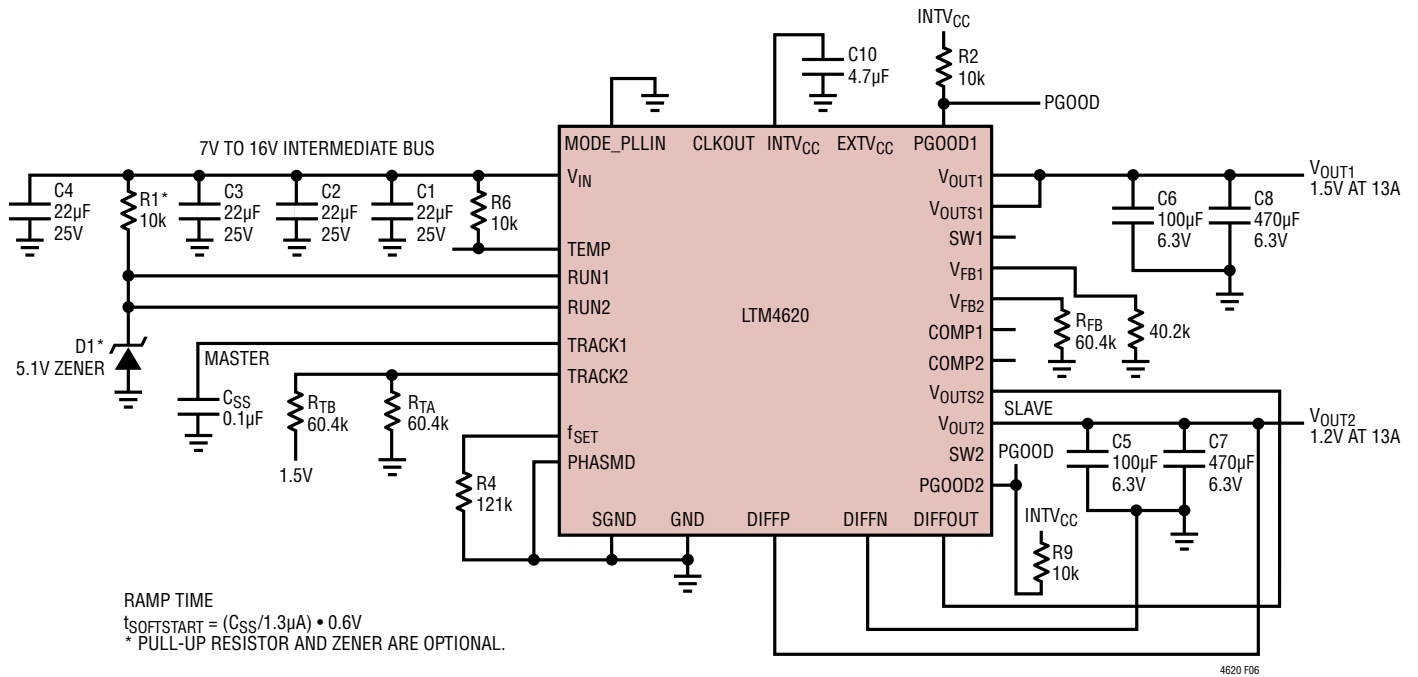 INTVCC
C10
4.7µF
R2
10k
PGOOD
7V TO 16V INTERMEDIATE BUS
MODE_PLLIN
CLKOUT
INTVCC
EXTVCC
PGOOD1
C4
22µF
25V
R1*
10k
C3
22µF
25V
C2
22µF
25V
C1
22µF
25V
R6
10k
VIN
TEMP
RUN1
RUN2
TRACK1
TRACK2
fSET
PHASMD
LTM4620
VOUT1
VOUTS1
SW1
VFB1
VFB2
COMP1
COMP2
VOUTS2
VOUT2
SW2
PGOOD2
SGND
GND
DIFFP
DIFFN
DIFFOUT
VOUT1
1.5V AT 13A
C6
100µF
6.3V
C8
470µF
6.3V
RFB
60.4k
40.2k
D1*
5.1V ZENER
MASTER
CSS
0.1µF
RTB
60.4k
RTA
60.4k
1.5V
R4
121k
SLAVE
VOUT2
1.2V AT 13A
PGOOD
C5
100µF
6.3V
C7
470µF
6.3V
INTVCC
R9
10k
RAMP TIME
tSOFTSTART = (CSS/1.3µA) • 0.6V
* PULL-UP RESISTOR AND ZENER ARE OPTIONAL.
4620 F06